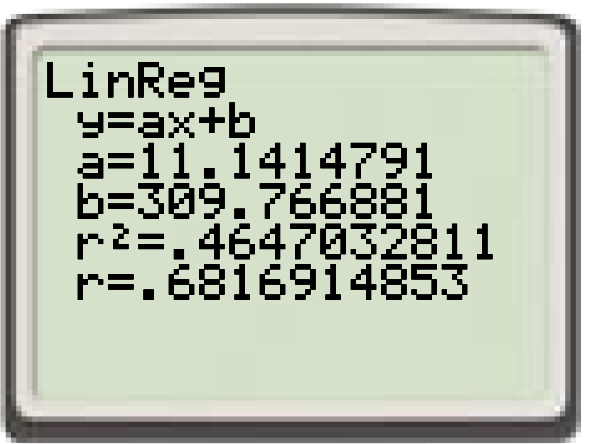 LinReg
y=ax+b
a=11.1414791
b=309.766881
r²=.4647032811
r=.6816914853